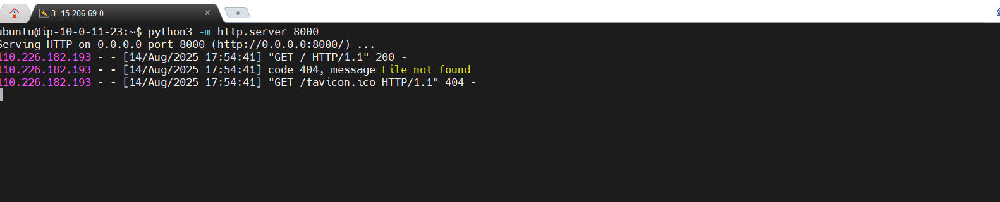 3. 15.206.69.0
ubuntu@ip-10-0-11-23:~$ python3 -m http.server 8000
Serving HTTP on 0.0.0.0 port 8000 (http://0.0.0.0:8000/) ...
110.226.182.193 - - [14/Aug/2025 17:54:41] "GET / HTTP/1.1" 200 -
110.226.182.193 - - [14/Aug/2025 17:54:41] code 404, message File not found
110.226.182.193 - - [14/Aug/2025 17:54:41] "GET /favicon.ico HTTP/1.1" 404 -